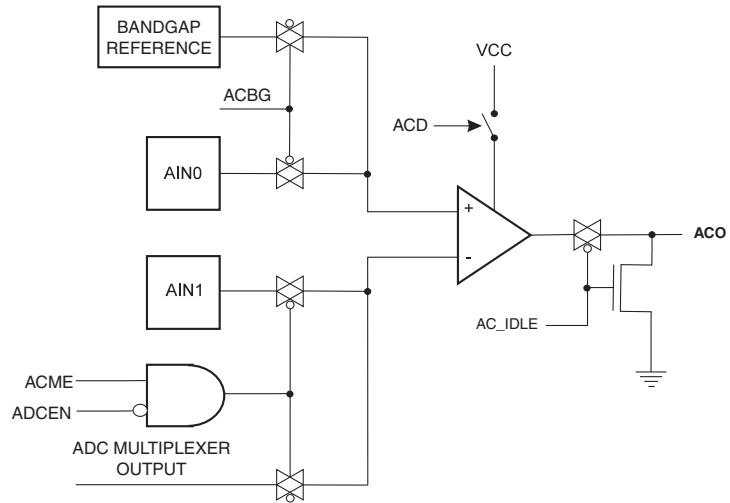 BANDGAP
REFERENCE
VCC
ACBG
ACD
AIN0
+
ACO
-
AIN1
AC_IDLE
ACME
ADCEN
ADC MULTIPLEXER
OUTPUT